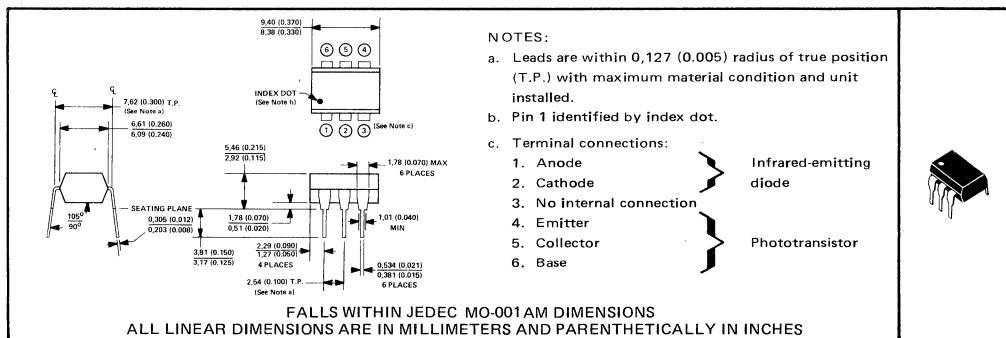 9,40 (0.370)
8,38 (0.330)
6 5 4
INDEX DOT
(See Note b)
1 2 3 (See Note c)
℄ ℄
7,62 (0.300) T.P.
(See Note a)
6,61 (0.260)
6,09 (0.240)
5,46 (0.215)
2,92 (0.115)
1,78 (0.070) MAX
6 PLACES
SEATING PLANE
105°
90°
0,305 (0.012)
0,203 (0.008)
1,78 (0.070)
0,51 (0.020)
1,01 (0.040)
MIN
3,81 (0.150)
3,17 (0.125)
2,29 (0.090)
1,27 (0.050)
4 PLACES
0,534 (0.021)
0,381 (0.015)
6 PLACES
2,54 (0.100) T.P.
(See Note a)
NOTES:
a. Leads are within 0,127 (0.005) radius of true position
(T.P.) with maximum material condition and unit
installed.
b. Pin 1 identified by index dot.
c. Terminal connections:
1. Anode
2. Cathode
Infrared-emitting
diode
3. No internal connection
4. Emitter
5. Collector
6. Base
Phototransistor
FALLS WITHIN JEDEC MO-001AM DIMENSIONS
ALL LINEAR DIMENSIONS ARE IN MILLIMETERS AND PARENTHETICALLY IN INCHES